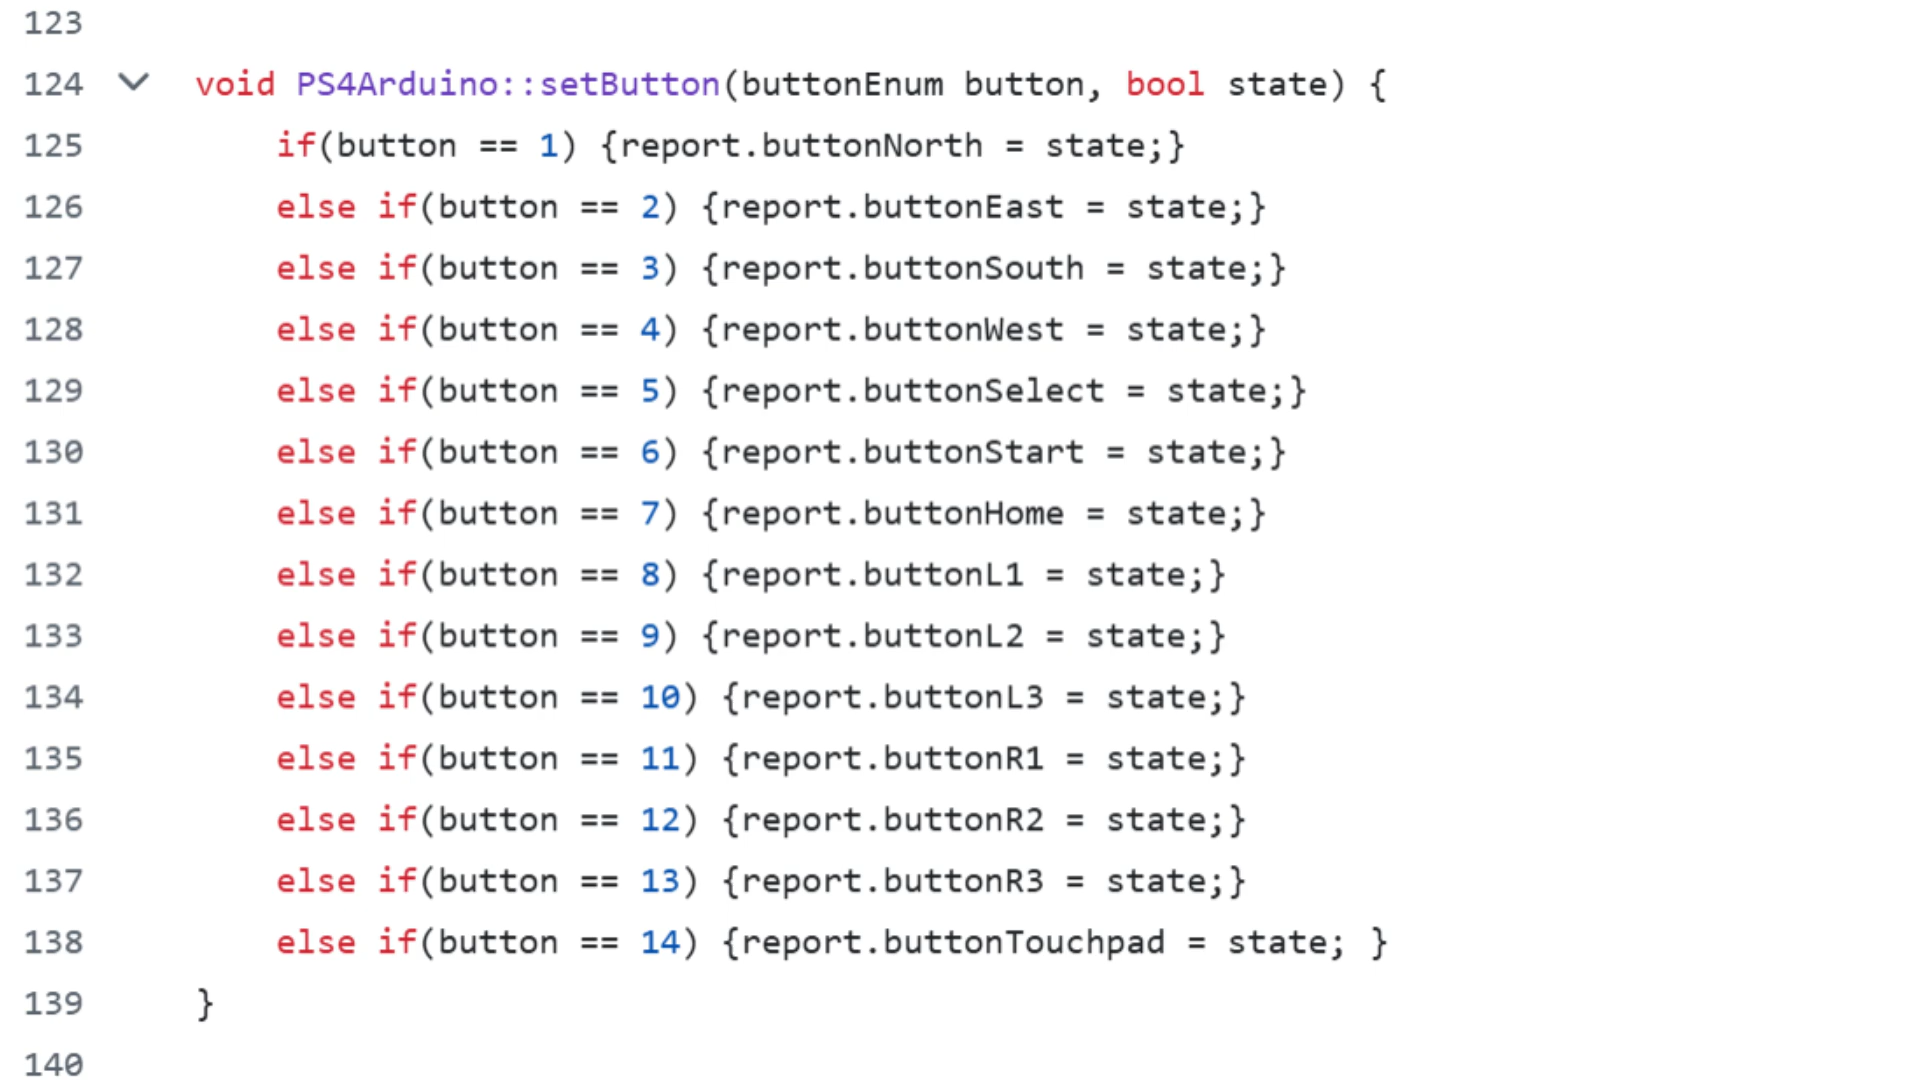 123
124 void PS4Arduino::setButton(buttonEnum button, bool state) {
125 if(button == 1) {report.buttonNorth = state;}
126 else if(button == 2) {report.buttonEast = state;}
127 else if(button == 3) {report.buttonSouth = state;}
128 else if(button == 4) {report.buttonWest = state;}
129 else if(button == 5) {report.buttonSelect = state;}
130 else if(button == 6) {report.buttonStart = state;}
131 else if(button == 7) {report.buttonHome = state;}
132 else if(button == 8) {report.buttonL1 = state;}
133 else if(button == 9) {report.buttonL2 = state;}
134 else if(button == 10) {report.buttonL3 = state;}
135 else if(button == 11) {report.buttonR1 = state;}
136 else if(button == 12) {report.buttonR2 = state;}
137 else if(button == 13) {report.buttonR3 = state;}
138 else if(button == 14) {report.buttonTouchpad = state; }
139 }
140